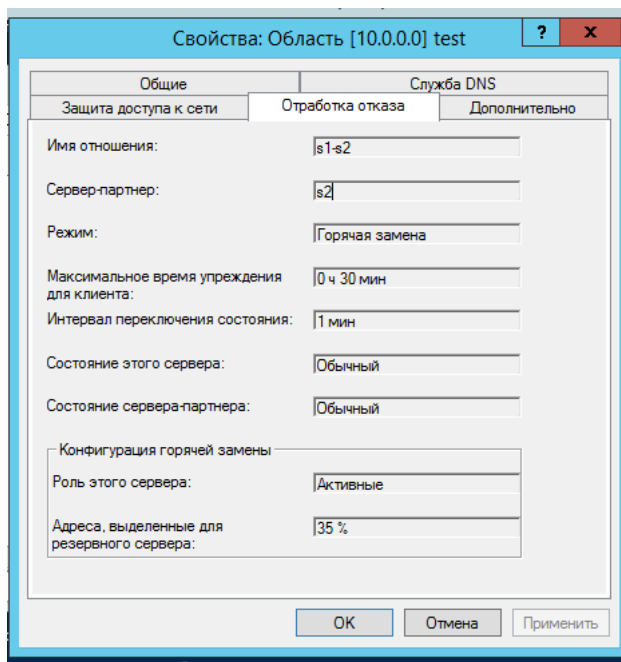 Свойства: Область [10.0.0.0] test
?
x
Общие
Служба DNS
Защита доступа к сети
Отработка отказа
Дополнительно
Имя отношения:
s1-s2
Сервер-партнер:
s2
Режим:
Горячая замена
Максимальное время упреждения
для клиента:
0 ч 30 мин
Интервал переключения состояния:
1 мин
Состояние этого сервера:
Обычный
Состояние сервера-партнера:
Обычный
Конфигурация горячей замены
Роль этого сервера:
Активные
Адреса, выделенные для
резервного сервера:
35 %
OK
Отмена
Применить